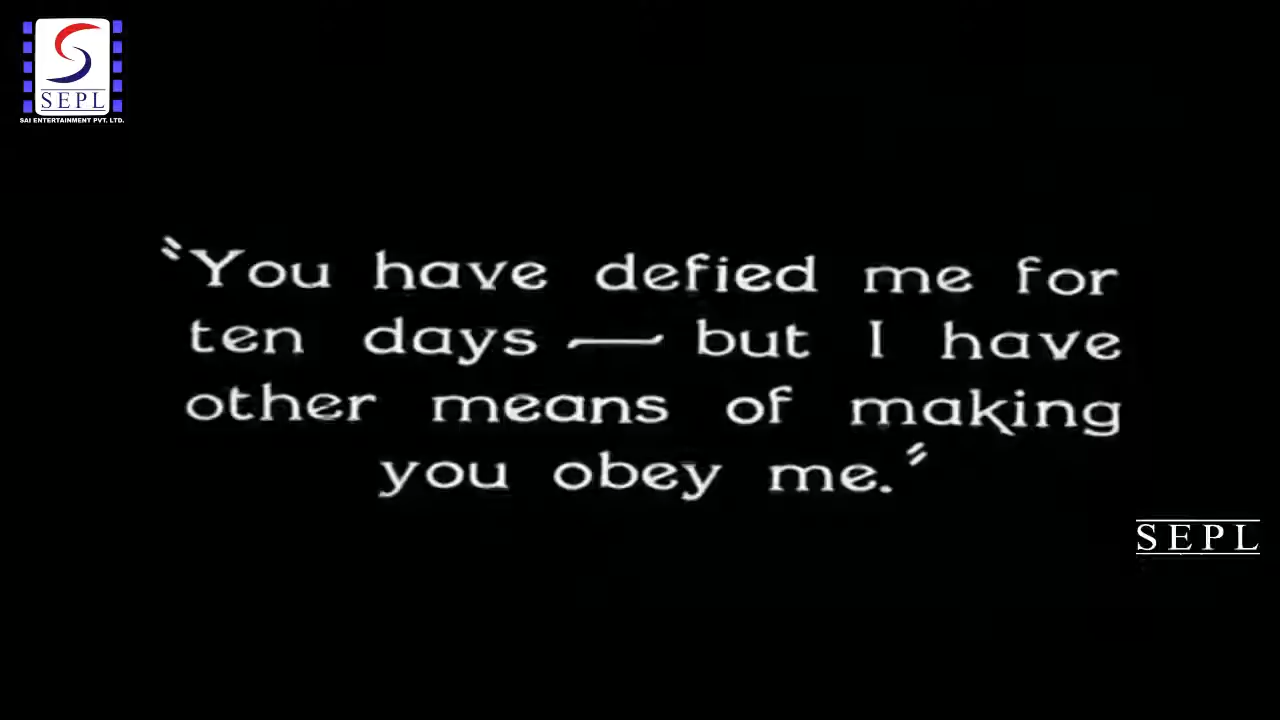 SEPL
SAI ENTERTAINMENT PVT. LTD.
"You have defied me for
ten days — but I have
other means of making
you obey me."
SEPL